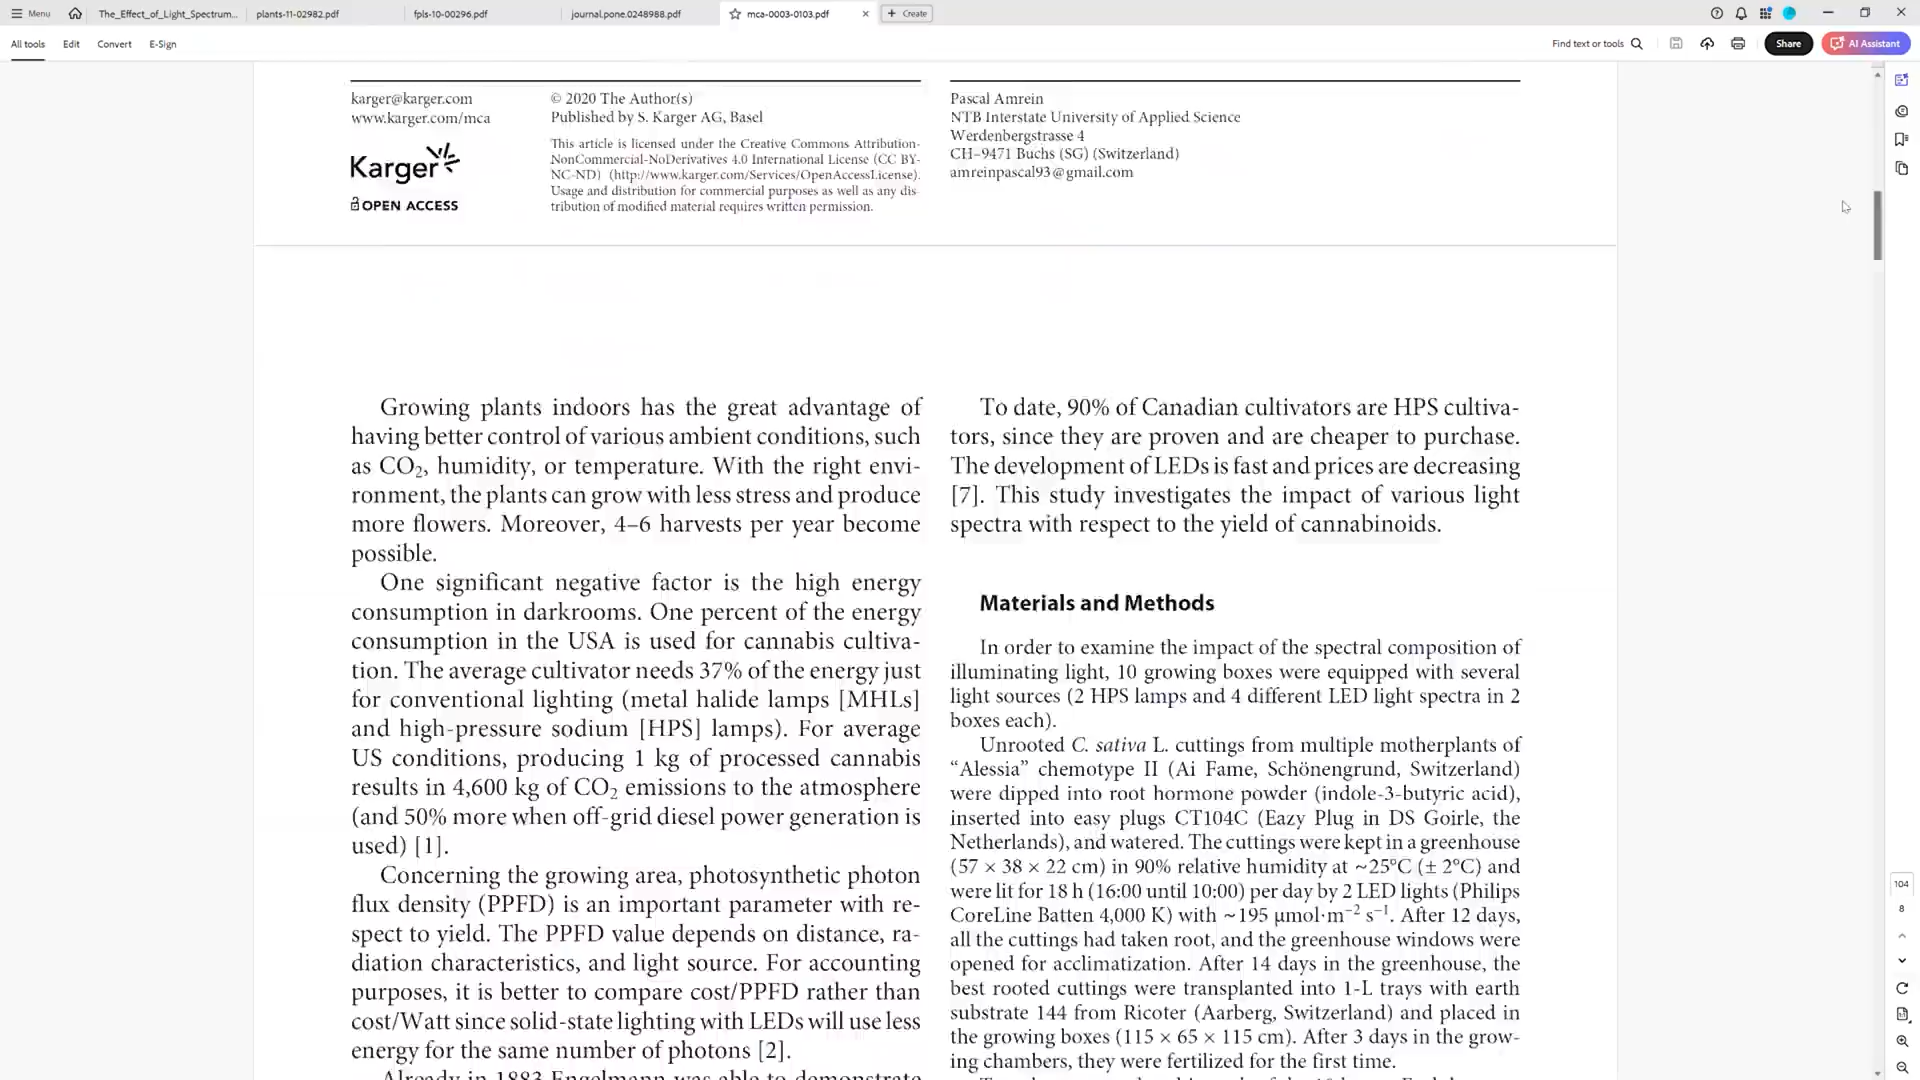 Menu
The_Effect_of_Light_Spectrum...
plants-11-02982.pdf
fpls-10-00296.pdf
journal.pone.0248988.pdf
mca-0003-0103.pdf
Create
All tools
Edit
Convert
E-Sign
Find text or tools
Share
AI Assistant
karger@karger.com
www.karger.com/mca
Karger
OPEN ACCESS
© 2020 The Author(s)
Published by S. Karger AG, Basel
This article is licensed under the Creative Commons Attribution-
NonCommercial-NoDerivatives 4.0 International License (CC BY-
NC-ND) (http://www.karger.com/Services/OpenAccessLicense).
Usage and distribution for commercial purposes as well as any dis-
tribution of modified material requires written permission.
Pascal Amrein
NTB Interstate University of Applied Science
Werdenbergstrasse 4
CH–9471 Buchs (SG) (Switzerland)
amreinpascal93@gmail.com
Growing plants indoors has the great advantage of
having better control of various ambient conditions, such
as CO₂, humidity, or temperature. With the right envi-
ronment, the plants can grow with less stress and produce
more flowers. Moreover, 4–6 harvests per year become
possible.
One significant negative factor is the high energy
consumption in darkrooms. One percent of the energy
consumption in the USA is used for cannabis cultiva-
tion. The average cultivator needs 37% of the energy just
for conventional lighting (metal halide lamps [MHLs]
and high-pressure sodium [HPS] lamps). For average
US conditions, producing 1 kg of processed cannabis
results in 4,600 kg of CO₂ emissions to the atmosphere
(and 50% more when off-grid diesel power generation is
used) [1].
Concerning the growing area, photosynthetic photon
flux density (PPFD) is an important parameter with re-
spect to yield. The PPFD value depends on distance, ra-
diation characteristics, and light source. For accounting
purposes, it is better to compare cost/PPFD rather than
cost/Watt since solid-state lighting with LEDs will use less
energy for the same number of photons [2].
Already in 1883 Engelmann was able to demonstrate
To date, 90% of Canadian cultivators are HPS cultiva-
tors, since they are proven and are cheaper to purchase.
The development of LEDs is fast and prices are decreasing
[7]. This study investigates the impact of various light
spectra with respect to the yield of cannabinoids.
Materials and Methods
In order to examine the impact of the spectral composition of
illuminating light, 10 growing boxes were equipped with several
light sources (2 HPS lamps and 4 different LED light spectra in 2
boxes each).
Unrooted C. sativa L. cuttings from multiple motherplants of
“Alessia” chemotype II (Ai Fame, Schönengrund, Switzerland)
were dipped into root hormone powder (indole-3-butyric acid),
inserted into easy plugs CT104C (Eazy Plug in DS Goirle, the
Netherlands), and watered. The cuttings were kept in a greenhouse
(57 × 38 × 22 cm) in 90% relative humidity at ~25°C (± 2°C) and
were lit for 18 h (16:00 until 10:00) per day by 2 LED lights (Philips
CoreLine Batten 4,000 K) with ~195 μmol·m⁻² s⁻¹. After 12 days,
all the cuttings had taken root, and the greenhouse windows were
opened for acclimatization. After 14 days in the greenhouse, the
best rooted cuttings were transplanted into 1-L trays with earth
substrate 144 from Ricoter (Aarberg, Switzerland) and placed in
the growing boxes (115 × 65 × 115 cm). After 3 days in the grow-
ing chambers, they were fertilized for the first time.
104
8